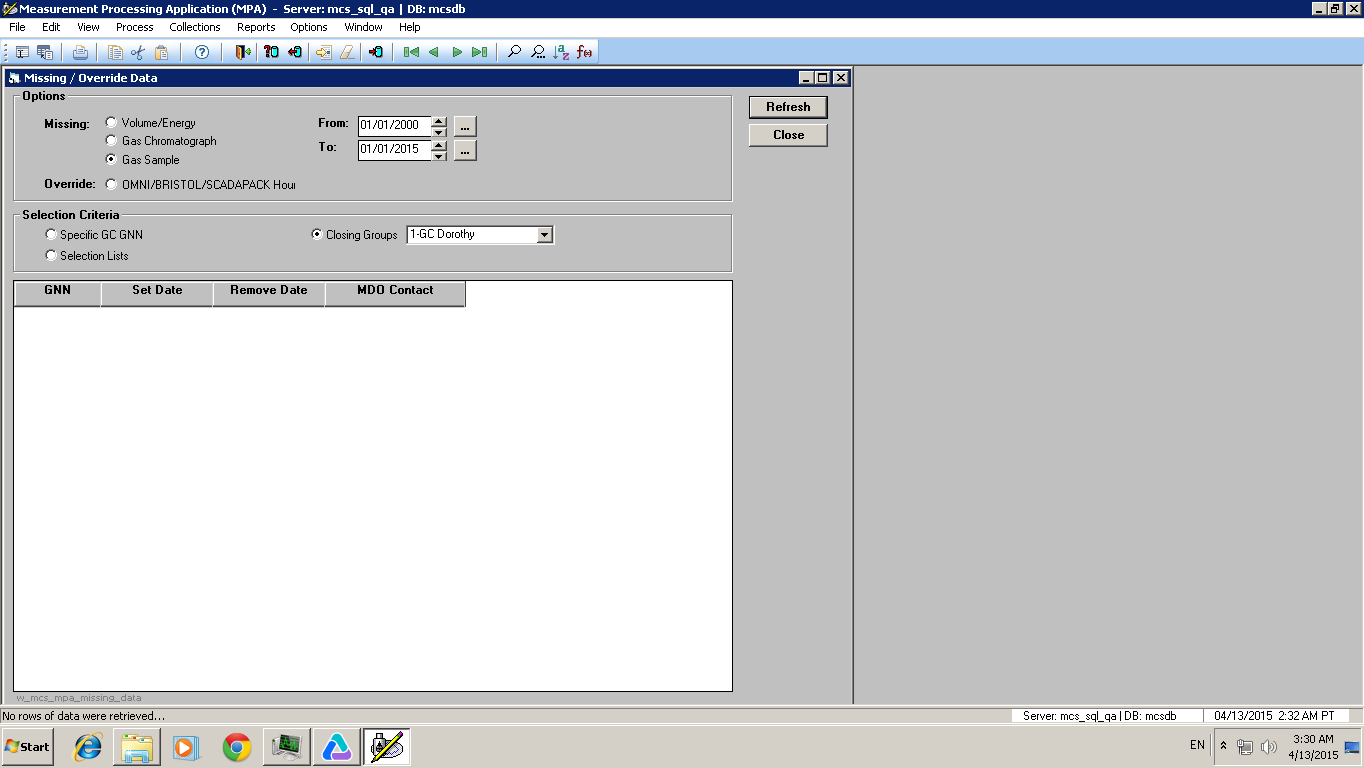 Measurement Processing Application (MPA)  -  Server: mcs_sql_qa | DB: mcsdb
File Edit View Process Collections Reports Options Window Help
Missing / Override Data
Options
Missing: Volume/Energy From: 01/01/2000 ... Refresh
Gas Chromatograph
To: 01/01/2015 ... Close
Gas Sample
Override: OMNI/BRISTOL/SCADAPACK Hour
Selection Criteria
Specific GC GNN Closing Groups 1-GC Dorothy
Selection Lists
GNN Set Date Remove Date MDO Contact
w_mcs_mpa_missing_data
No rows of data were retrieved... Server: mcs_sql_qa | DB: mcsdb 04/13/2015 2:32 AM PT
Start EN 3:30 AM
4/13/2015